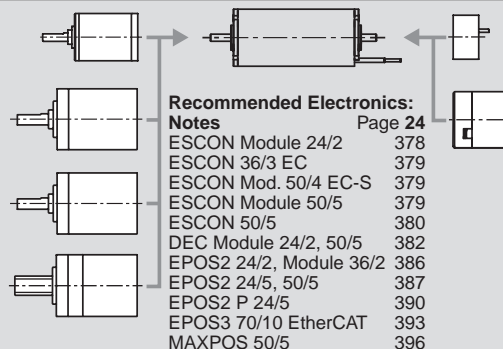 Recommended Electronics:
Notes Page 24
ESCON Module 24/2 378
ESCON 36/3 EC 379
ESCON Mod. 50/4 EC-S 379
ESCON Module 50/5 379
ESCON 50/5 380
DEC Module 24/2, 50/5 382
EPOS2 24/2, Module 36/2 386
EPOS2 24/5, 50/5 387
EPOS2 P 24/5 390
EPOS3 70/10 EtherCAT 393
MAXPOS 50/5 396